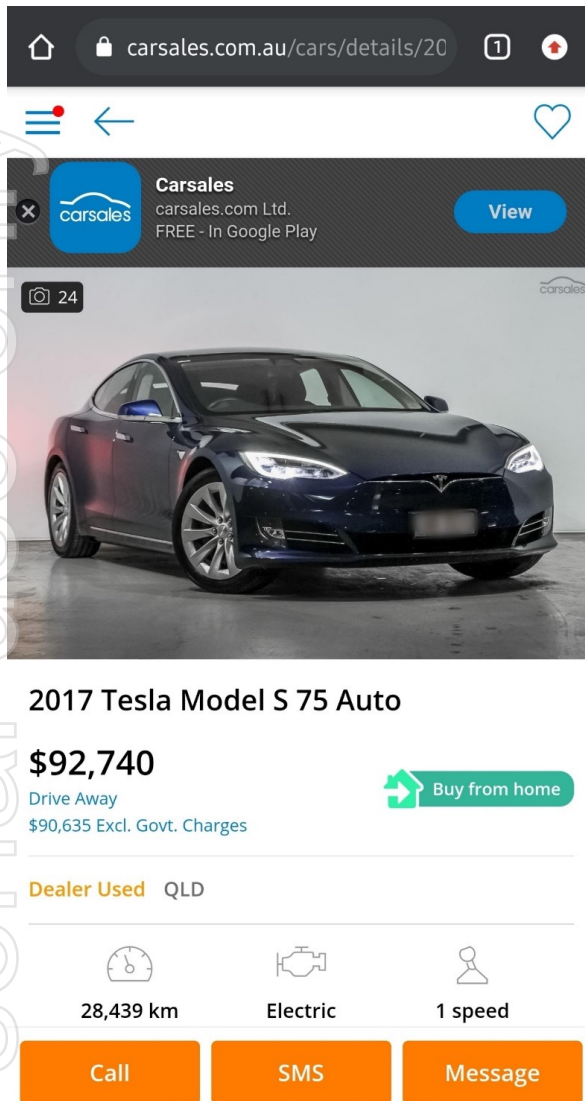 carsales.com.au/cars/details/20
1
carsales
Carsales
carsales.com Ltd.
FREE - In Google Play
View
24
carsales
2017 Tesla Model S 75 Auto
$92,740
Drive Away
$90,635 Excl. Govt. Charges
Buy from home
Dealer Used QLD
28,439 km
Electric
1 speed
Call
SMS
Message